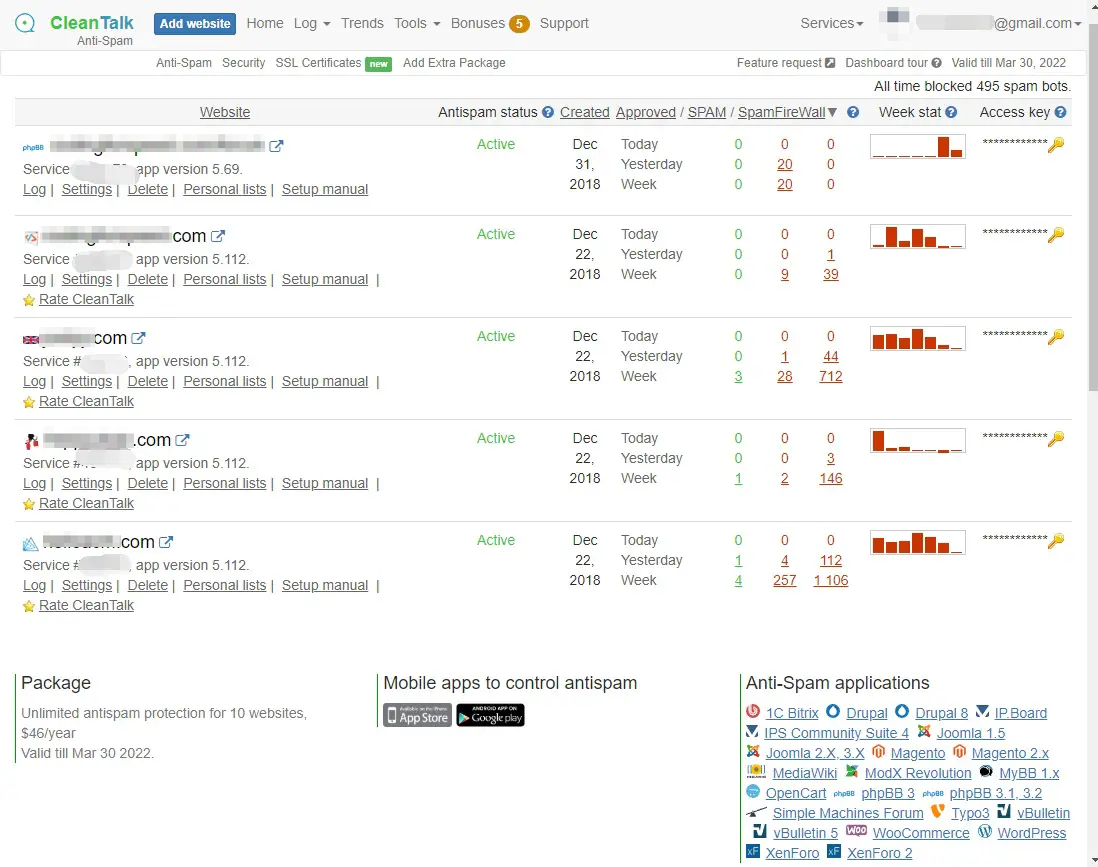 CleanTalk Add website Home Log Trends Tools Bonuses 5 Support Services @gmail.com
Anti-Spam
Anti-Spam Security SSL Certificates new Add Extra Package Feature request Dashboard tour ? Valid till Mar 30, 2022
All time blocked 495 spam bots.
Website Antispam status ? Created Approved / SPAM / SpamFireWall▼ ? Week stat ? Access key ?
phpBB Active Dec Today 0 0 0 ************
Service app version 5.69. 31, Yesterday 0 20 0
Log | Settings | Delete | Personal lists | Setup manual 2018 Week 0 20 0
com Active Dec Today 0 0 0 ************
Service app version 5.112. 22, Yesterday 0 0 1
Log | Settings | Delete | Personal lists | Setup manual | 2018 Week 0 9 39
Rate CleanTalk
.com Active Dec Today 0 0 0 ************
Service # , app version 5.112. 22, Yesterday 0 1 44
Log | Settings | Delete | Personal lists | Setup manual | 2018 Week 3 28 712
Rate CleanTalk
.com Active Dec Today 0 0 0 ************
Service # , app version 5.112. 22, Yesterday 0 0 3
Log | Settings | Delete | Personal lists | Setup manual | 2018 Week 1 2 146
Rate CleanTalk
.com Active Dec Today 0 0 0 ************
Service # , app version 5.112. 22, Yesterday 1 4 112
Log | Settings | Delete | Personal lists | Setup manual | 2018 Week 4 257 1 106
Rate CleanTalk
Package
Unlimited antispam protection for 10 websites,
$46/year
Valid till Mar 30 2022.
Mobile apps to control antispam
Available on the iPhone App Store ANDROID APP ON Google play
Anti-Spam applications
1C Bitrix Drupal Drupal 8 IP.Board
IPS Community Suite 4 Joomla 1.5
Joomla 2.X, 3.X Magento Magento 2.x
MediaWiki ModX Revolution MyBB 1.x
OpenCart phpBB phpBB 3 phpBB phpBB 3.1, 3.2
Simple Machines Forum Typo3 vBulletin
vBulletin 5 WOO WooCommerce WordPress
XF XenForo XF XenForo 2